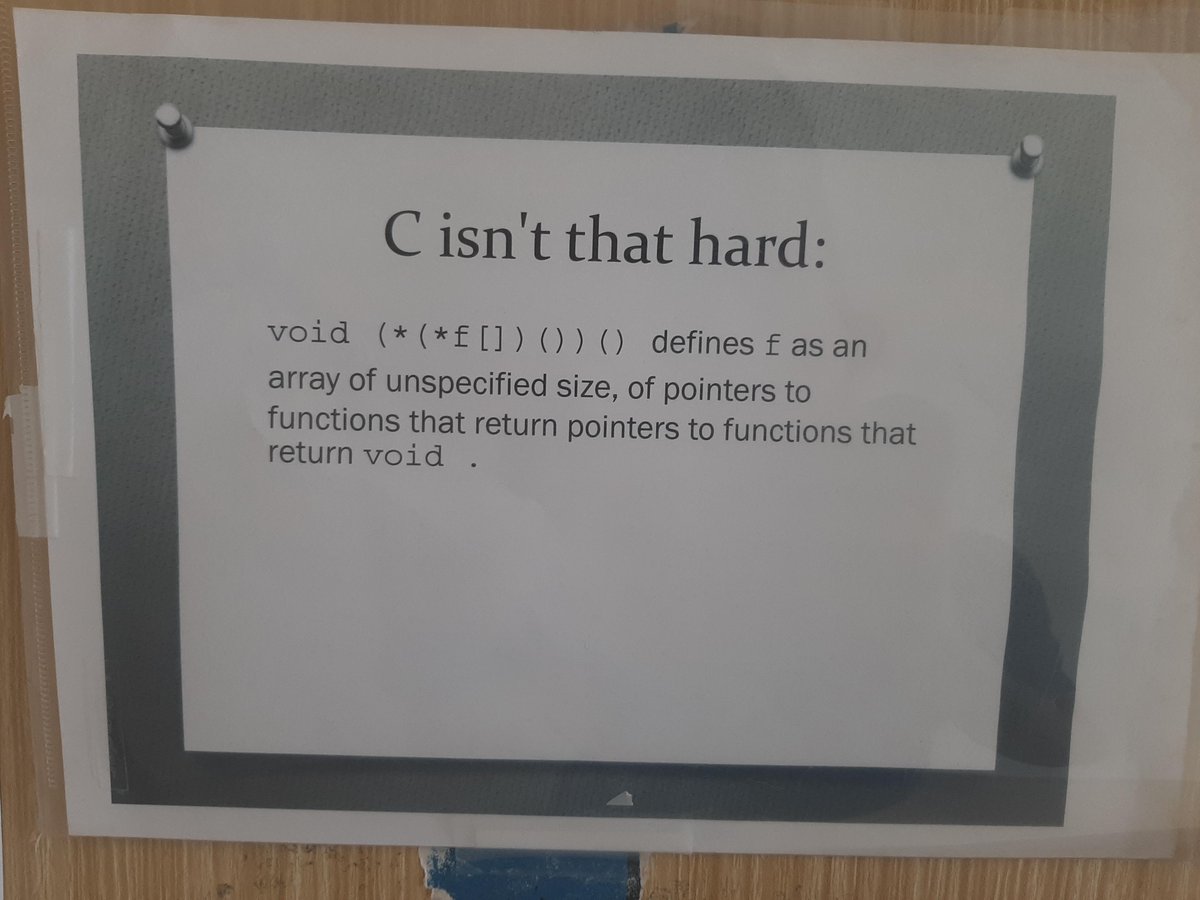 C isn't that hard:
void (*(*f[])())() defines f as an
array of unspecified size, of pointers to
functions that return pointers to functions that
return void .